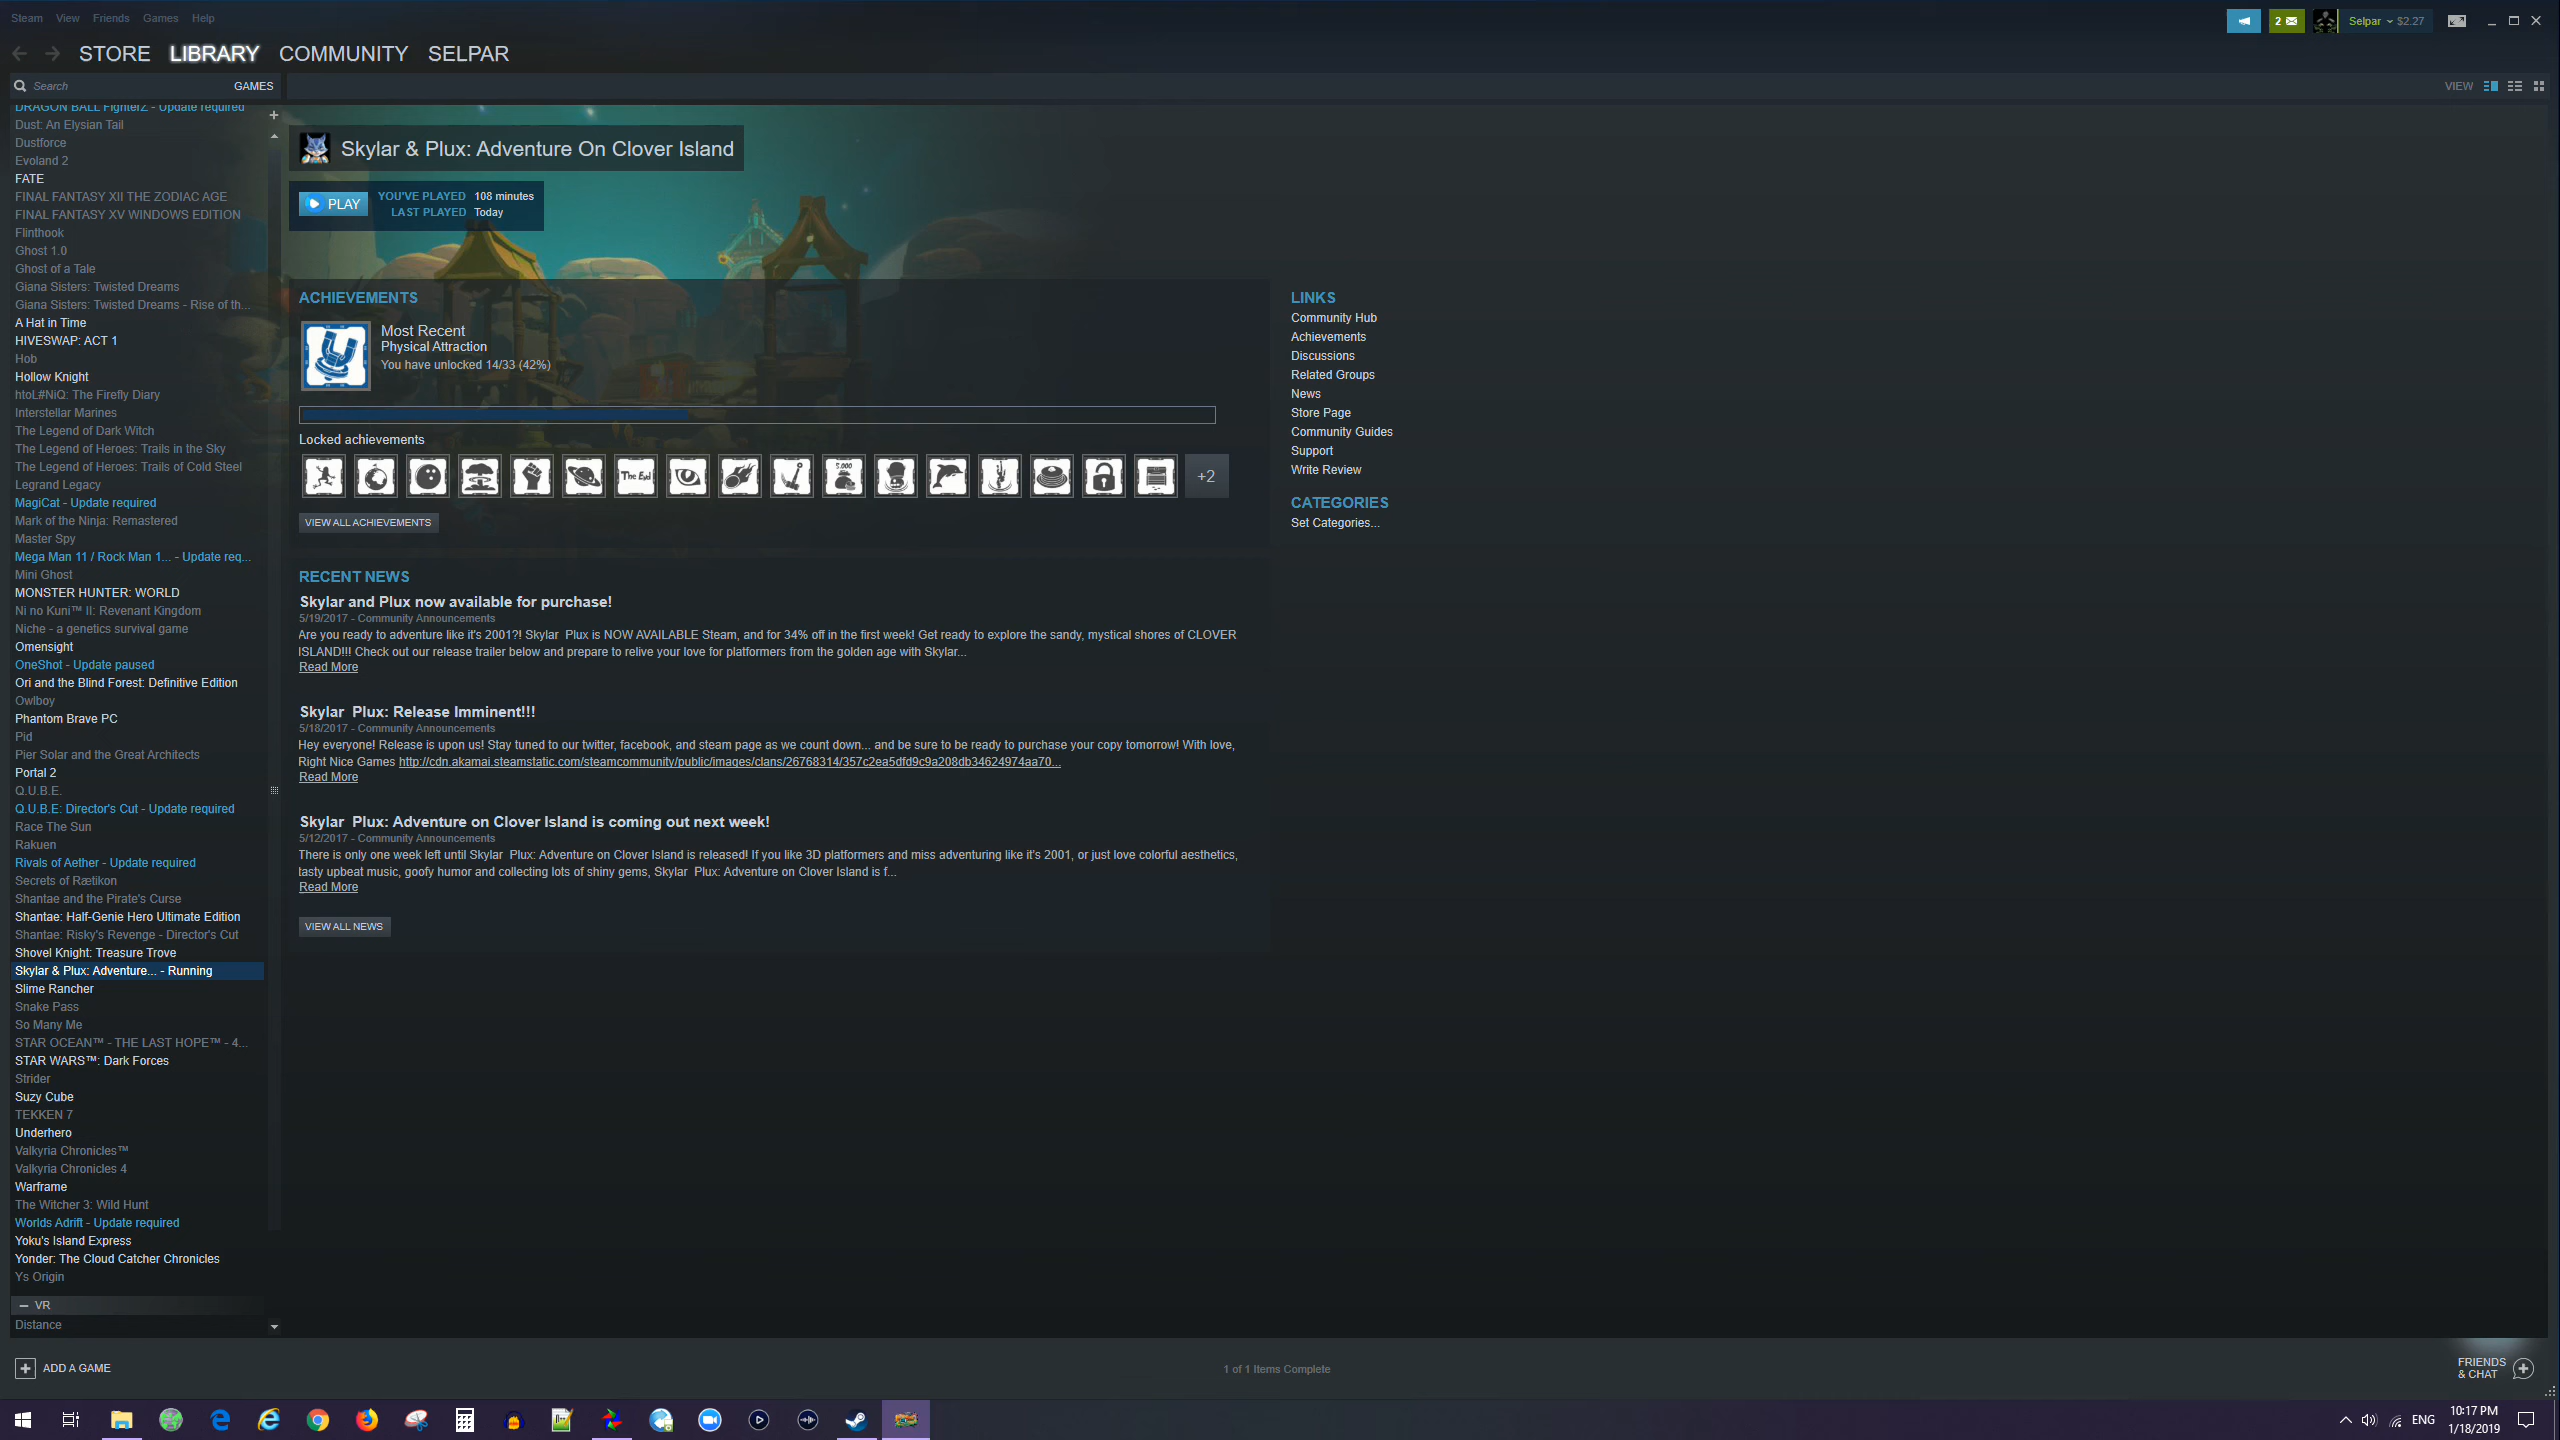 Steam View Friends Games Help
2 Selpar $2.27
STORE LIBRARY COMMUNITY SELPAR
Search GAMES
VIEW
DRAGON BALL FighterZ - Update required
Dust: An Elysian Tail
Dustforce
Evoland 2
FATE
FINAL FANTASY XII THE ZODIAC AGE
FINAL FANTASY XV WINDOWS EDITION
Flinthook
Ghost 1.0
Ghost of a Tale
Giana Sisters: Twisted Dreams
Giana Sisters: Twisted Dreams - Rise of th...
A Hat in Time
HIVESWAP: ACT 1
Hob
Hollow Knight
htoL#NiQ: The Firefly Diary
Interstellar Marines
The Legend of Dark Witch
The Legend of Heroes: Trails in the Sky
The Legend of Heroes: Trails of Cold Steel
Legrand Legacy
MagiCat - Update required
Mark of the Ninja: Remastered
Master Spy
Mega Man 11 / Rock Man 1... - Update req...
Mini Ghost
MONSTER HUNTER: WORLD
Ni no Kuni™ II: Revenant Kingdom
Niche - a genetics survival game
Omensight
OneShot - Update paused
Ori and the Blind Forest: Definitive Edition
Owlboy
Phantom Brave PC
Pid
Pier Solar and the Great Architects
Portal 2
Q.U.B.E.
Q.U.B.E: Director's Cut - Update required
Race The Sun
Rakuen
Rivals of Aether - Update required
Secrets of Rætikon
Shantae and the Pirate's Curse
Shantae: Half-Genie Hero Ultimate Edition
Shantae: Risky's Revenge - Director's Cut
Shovel Knight: Treasure Trove
Skylar & Plux: Adventure... - Running
Slime Rancher
Snake Pass
So Many Me
STAR OCEAN™ - THE LAST HOPE™ - 4...
STAR WARS™: Dark Forces
Strider
Suzy Cube
TEKKEN 7
Underhero
Valkyria Chronicles™
Valkyria Chronicles 4
Warframe
The Witcher 3: Wild Hunt
Worlds Adrift - Update required
Yoku's Island Express
Yonder: The Cloud Catcher Chronicles
Ys Origin
VR
Distance
Skylar & Plux: Adventure On Clover Island
PLAY
YOU'VE PLAYED 108 minutes
LAST PLAYED Today
ACHIEVEMENTS
Most Recent
Physical Attraction
You have unlocked 14/33 (42%)
Locked achievements
The End
5.000
+2
VIEW ALL ACHIEVEMENTS
RECENT NEWS
Skylar and Plux now available for purchase!
5/19/2017 - Community Announcements
Are you ready to adventure like it's 2001?! Skylar Plux is NOW AVAILABLE Steam, and for 34% off in the first week! Get ready to explore the sandy, mystical shores of CLOVER
ISLAND!!! Check out our release trailer below and prepare to relive your love for platformers from the golden age with Skylar...
Read More
Skylar Plux: Release Imminent!!!
5/18/2017 - Community Announcements
Hey everyone! Release is upon us! Stay tuned to our twitter, facebook, and steam page as we count down... and be sure to be ready to purchase your copy tomorrow! With love,
Right Nice Games http://cdn.akamai.steamstatic.com/steamcommunity/public/images/clans/26768314/357c2ea5dfd9c9a208db34624974aa70...
Read More
Skylar Plux: Adventure on Clover Island is coming out next week!
5/12/2017 - Community Announcements
There is only one week left until Skylar Plux: Adventure on Clover Island is released! If you like 3D platformers and miss adventuring like it's 2001, or just love colorful aesthetics,
tasty upbeat music, goofy humor and collecting lots of shiny gems, Skylar Plux: Adventure on Clover Island is f...
Read More
VIEW ALL NEWS
LINKS
Community Hub
Achievements
Discussions
Related Groups
News
Store Page
Community Guides
Support
Write Review
CATEGORIES
Set Categories...
ADD A GAME
1 of 1 Items Complete
FRIENDS
& CHAT
ENG
10:17 PM
1/18/2019